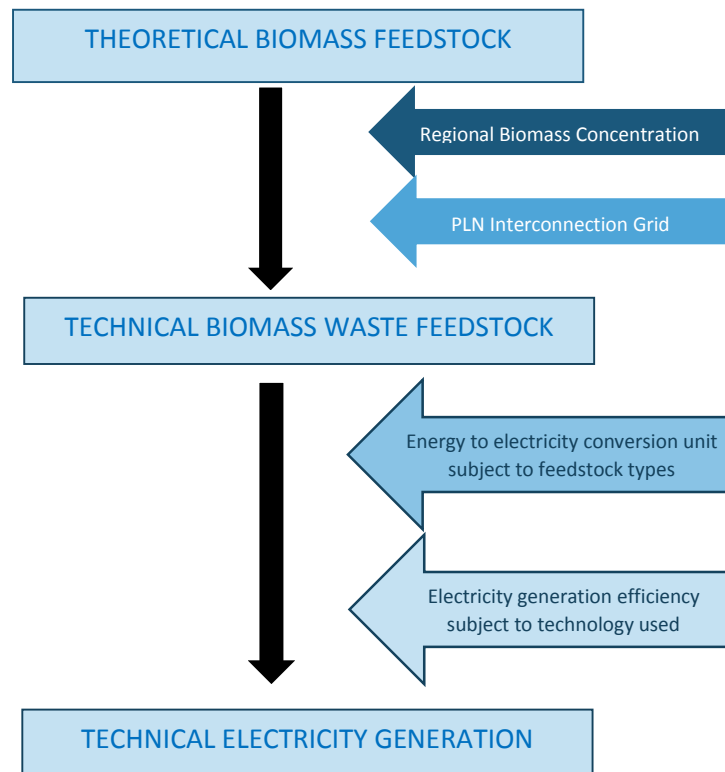 THEORETICAL BIOMASS FEEDSTOCK
Regional Biomass Concentration
PLN Interconnection Grid
TECHNICAL BIOMASS WASTE FEEDSTOCK
Energy to electricity conversion unit
subject to feedstock types
Electricity generation efficiency
subject to technology used
TECHNICAL ELECTRICITY GENERATION